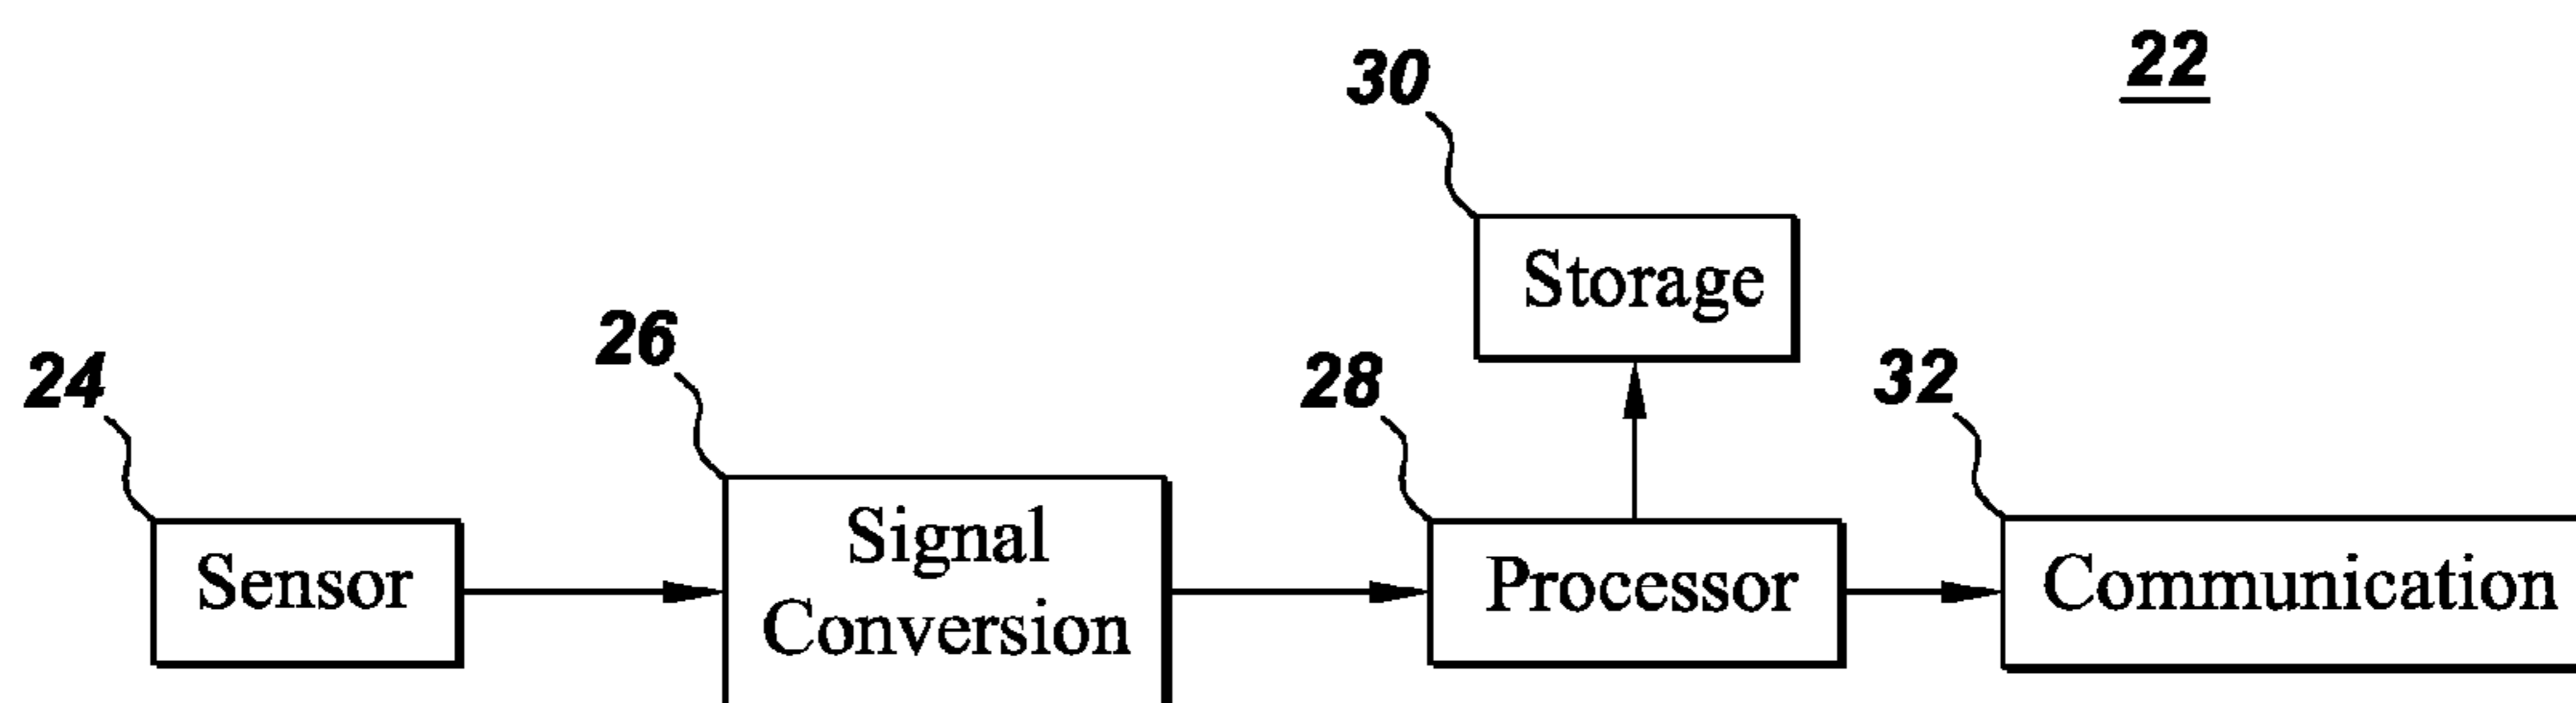 22
30
Storage
26
24
28
32
Signal
Conversion
Sensor
Processor
Communication